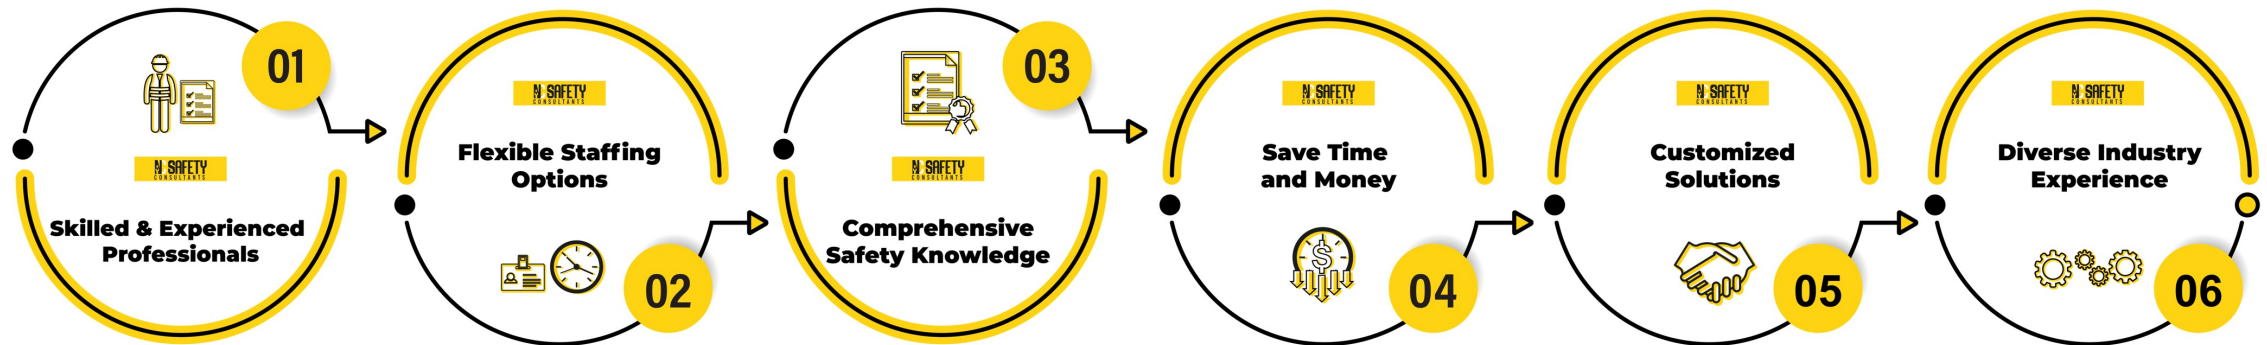 01
SAFETY
CONSULTANTS
Skilled & Experienced
Professionals
SAFETY
CONSULTANTS
Flexible Staffing
Options
02
03
SAFETY
CONSULTANTS
Comprehensive
Safety Knowledge
SAFETY
CONSULTANTS
Save Time
and Money
04
SAFETY
CONSULTANTS
Customized
Solutions
05
SAFETY
CONSULTANTS
Diverse Industry
Experience
06